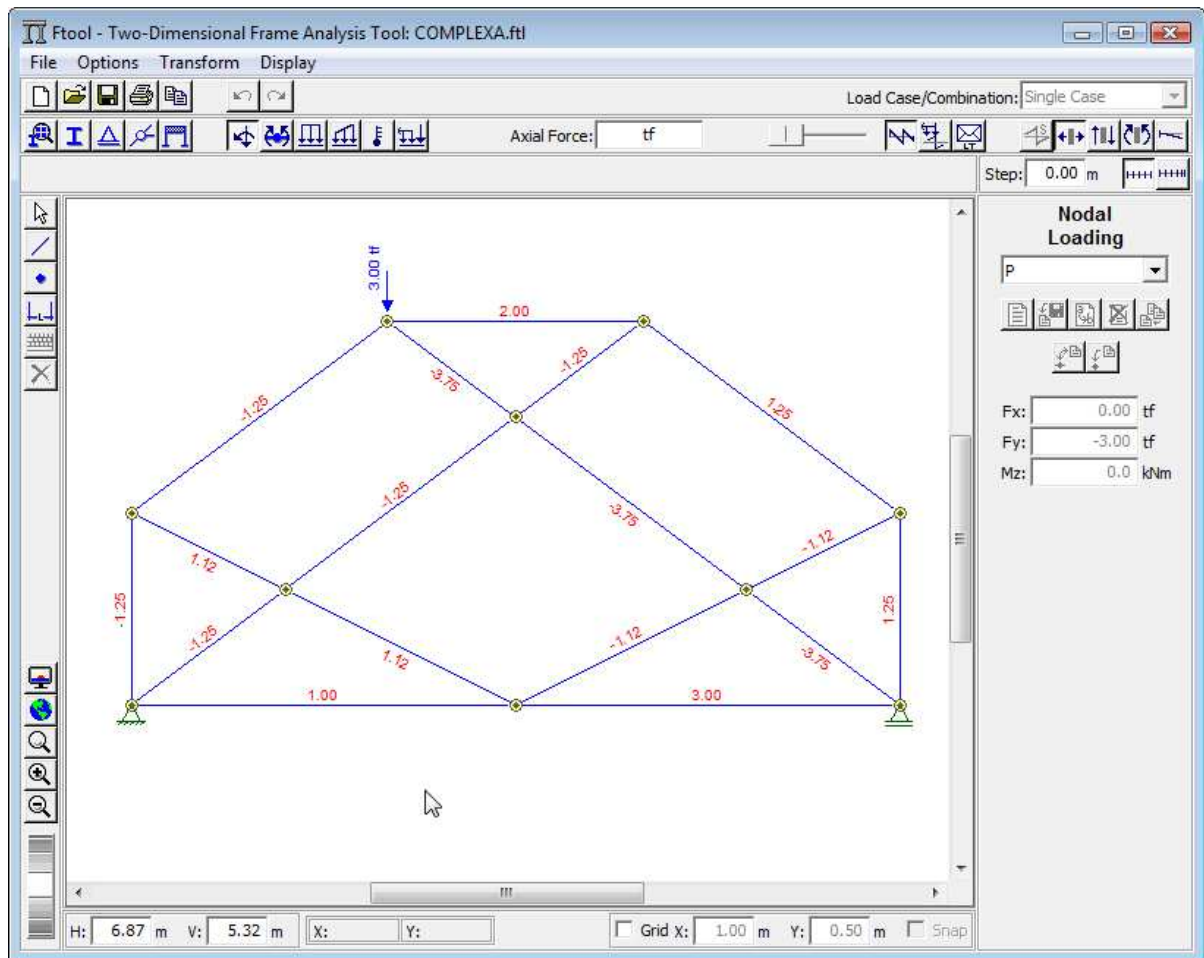 Ftool - Two-Dimensional Frame Analysis Tool: COMPLEXA.ftl
File Options Transform Display
Load Case/Combination: Single Case
Axial Force: tf
Step: 0.00 m
Nodal
Loading
P
Fx: 0.00 tf
Fy: -3.00 tf
Mz: 0.0 kNm
3.00 tf
2.00
-1.25
-3.75
-1.25
1.25
-1.25
-3.75
1.12
-1.12
-1.25
1.25
-1.25
1.12
-1.12
-3.75
1.00
3.00
H: 6.87 m V: 5.32 m X: Y: Grid X: 1.00 m Y: 0.50 m Snap